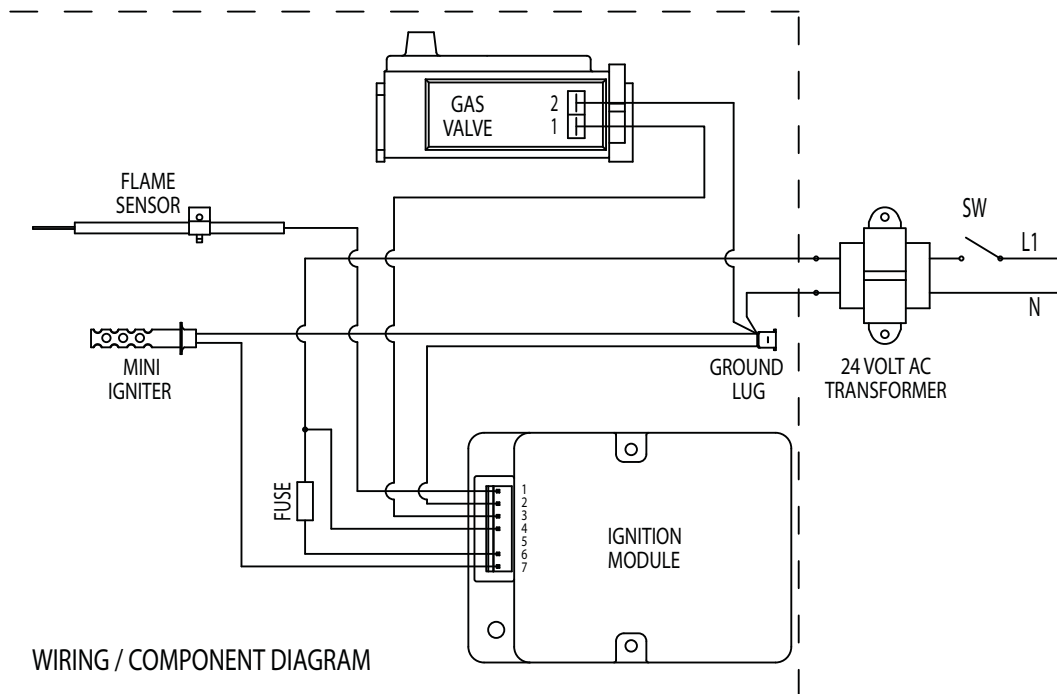 GAS
VALVE
2
1
FLAME
SENSOR
SW
L1
N
MINI
IGNITER
GROUND
LUG
24 VOLT AC
TRANSFORMER
FUSE
1
2
3
4
5
6
7
IGNITION
MODULE
WIRING / COMPONENT DIAGRAM